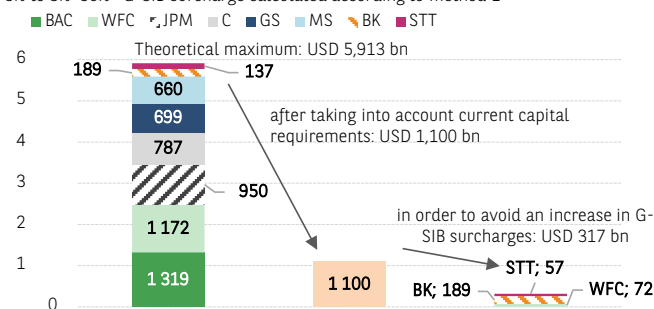 BAC WFC JPM C GS MS BK STT
Theoretical maximum: USD 5,913 bn
6
189
137
660
5
699
after taking into account current capital
requirements: USD 1,100 bn
4
787
3
950
2
1 172
in order to avoid an increase in G-
SIB surcharges: USD 317 bn
1
1 319
1 100
STT; 57
BK; 189
WFC; 72
0